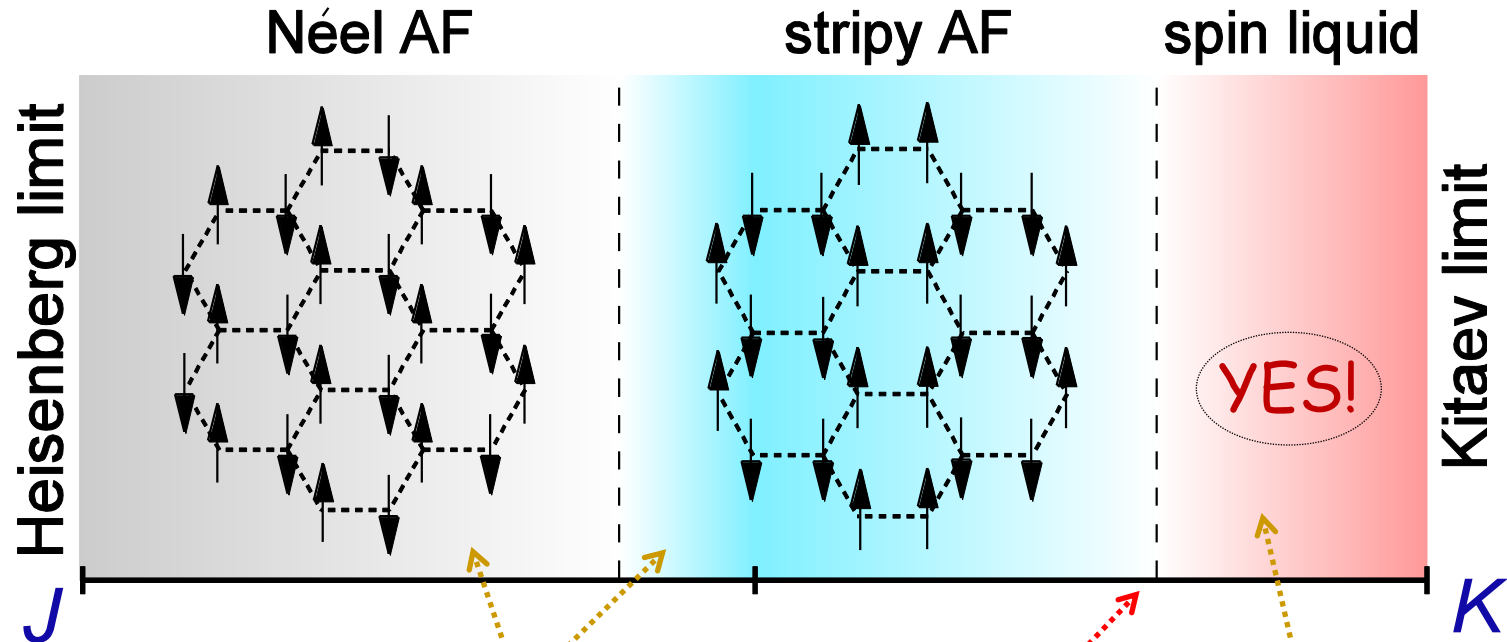 Néel AF
stripy AF
spin liquid
Heisenberg limit
YES!
Kitaev limit
J
K